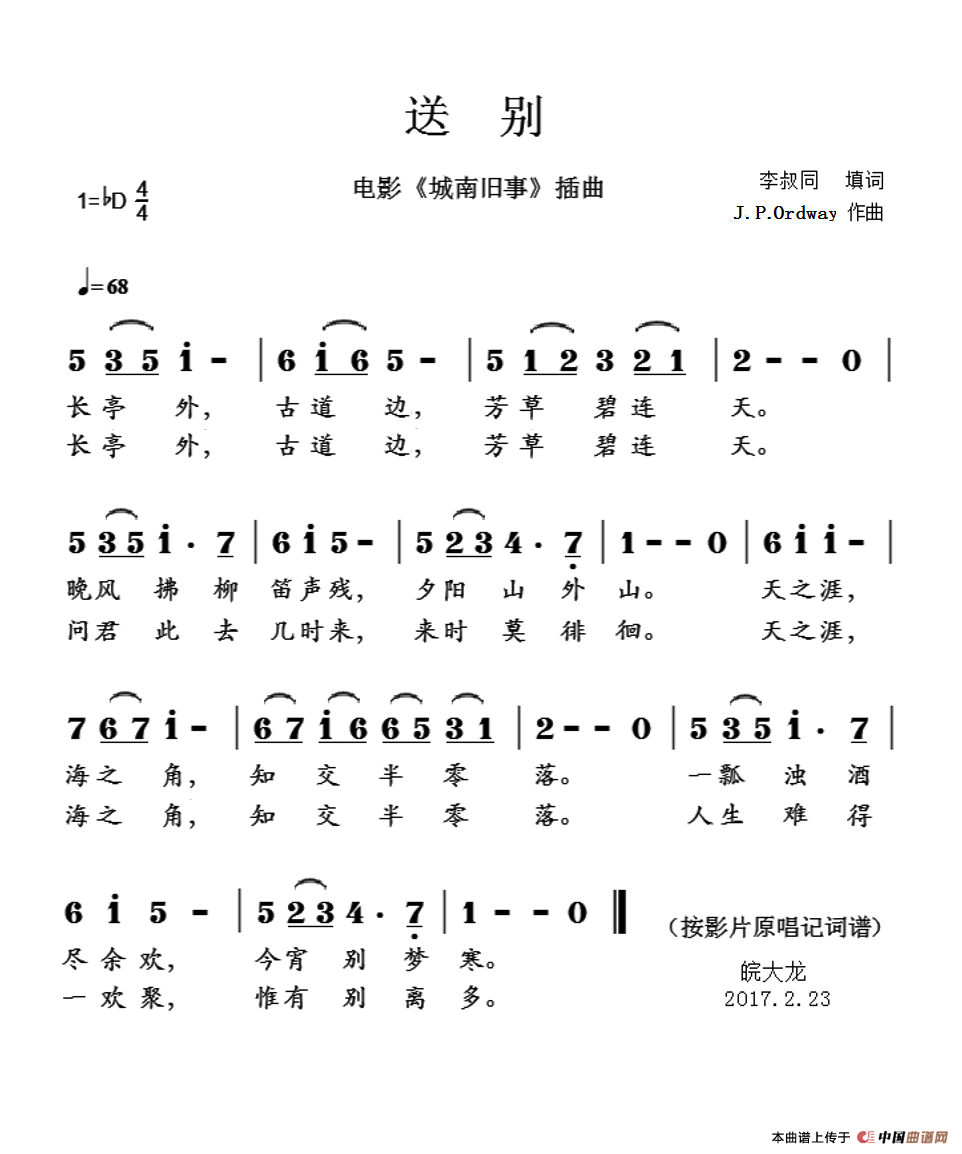 送 别
1=♭D 4/4
电影《城南旧事》插曲
李叔同 填词
J.P.Ordway 作曲
♩=68
5 3 5 i - | 6 i 6 5 - | 5 1 2 3 2 1 | 2 - - 0 |
长亭 外， 古道 边， 芳草 碧连 天。
长亭 外， 古道 边， 芳草 碧连 天。
5 3 5 i · 7 | 6 i 5 - | 5 2 3 4 · 7 | 1 - - 0 | 6 i i - |
晚风 拂 柳 笛声残， 夕阳 山 外 山。 天之涯，
问君 此 去 几时来， 来时 莫 徘 徊。 天之涯，
7 6 7 i - | 6 7 i 6 6 5 3 1 | 2 - - 0 | 5 3 5 i · 7 |
海之 角， 知 交 半 零 落。 一瓢 浊 酒
海之 角， 知 交 半 零 落。 人生 难 得
6 i 5 - | 5 2 3 4 · 7 | 1 - - 0 ‖
尽余欢， 今宵 别 梦 寒。
一欢聚， 惟有 别 离 多。
（按影片原唱记词谱）
皖大龙
2017.2.23
本曲谱上传于 中国曲谱网